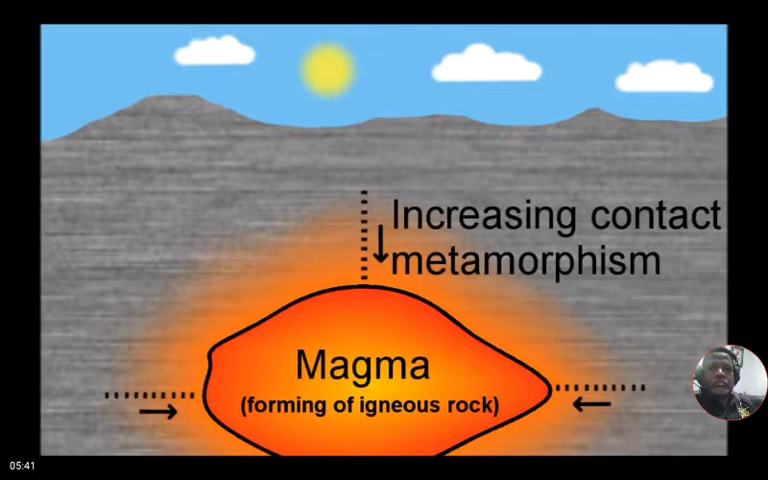 Increasing contact
metamorphism
Magma
(forming of igneous rock)
05:41